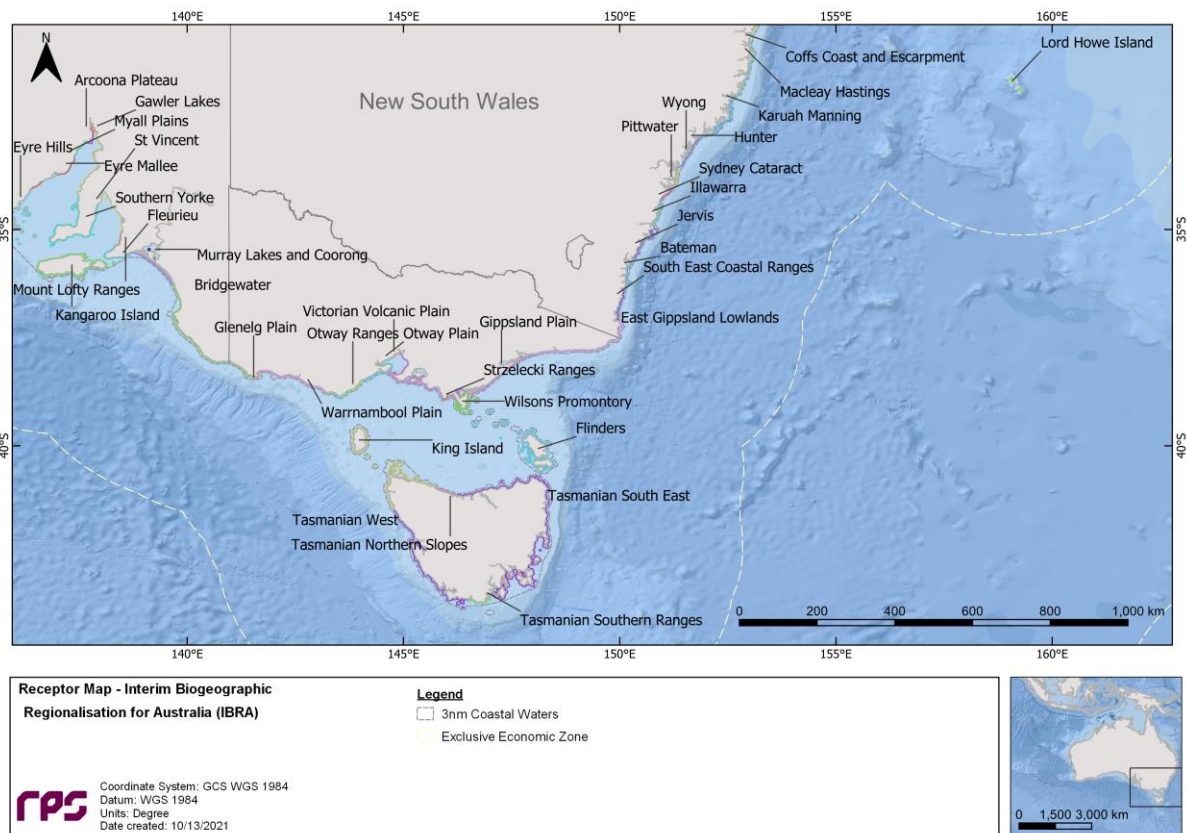 140°E 145°E 150°E 155°E 160°E
N
Lord Howe Island
Coffs Coast and Escarpment
Arcoona Plateau
New South Wales
Macleay Hastings
Gawler Lakes
Wyong
Karuah Manning
Myall Plains
Pittwater
Hunter
St Vincent
Eyre Hills
Eyre Mallee
Sydney Cataract
Illawarra
Southern Yorke
Fleurieu
Jervis
35°S 35°S
Murray Lakes and Coorong
Bateman
South East Coastal Ranges
Mount Lofty Ranges
Bridgewater
Kangaroo Island
Victorian Volcanic Plain
Glenelg Plain
Otway Ranges
Otway Plain
Gippsland Plain
East Gippsland Lowlands
Strzelecki Ranges
Warrnambool Plain
Wilsons Promontory
King Island
Flinders
40°S 40°S
Tasmanian South East
Tasmanian West
Tasmanian Northern Slopes
Tasmanian Southern Ranges
0 200 400 600 800 1,000 km
140°E 145°E 150°E 155°E 160°E
Receptor Map - Interim Biogeographic
Regionalisation for Australia (IBRA)
Legend
3nm Coastal Waters
Exclusive Economic Zone
rps
Coordinate System: GCS WGS 1984
Datum: WGS 1984
Units: Degree
Date created: 10/13/2021
0 1,500 3,000 km